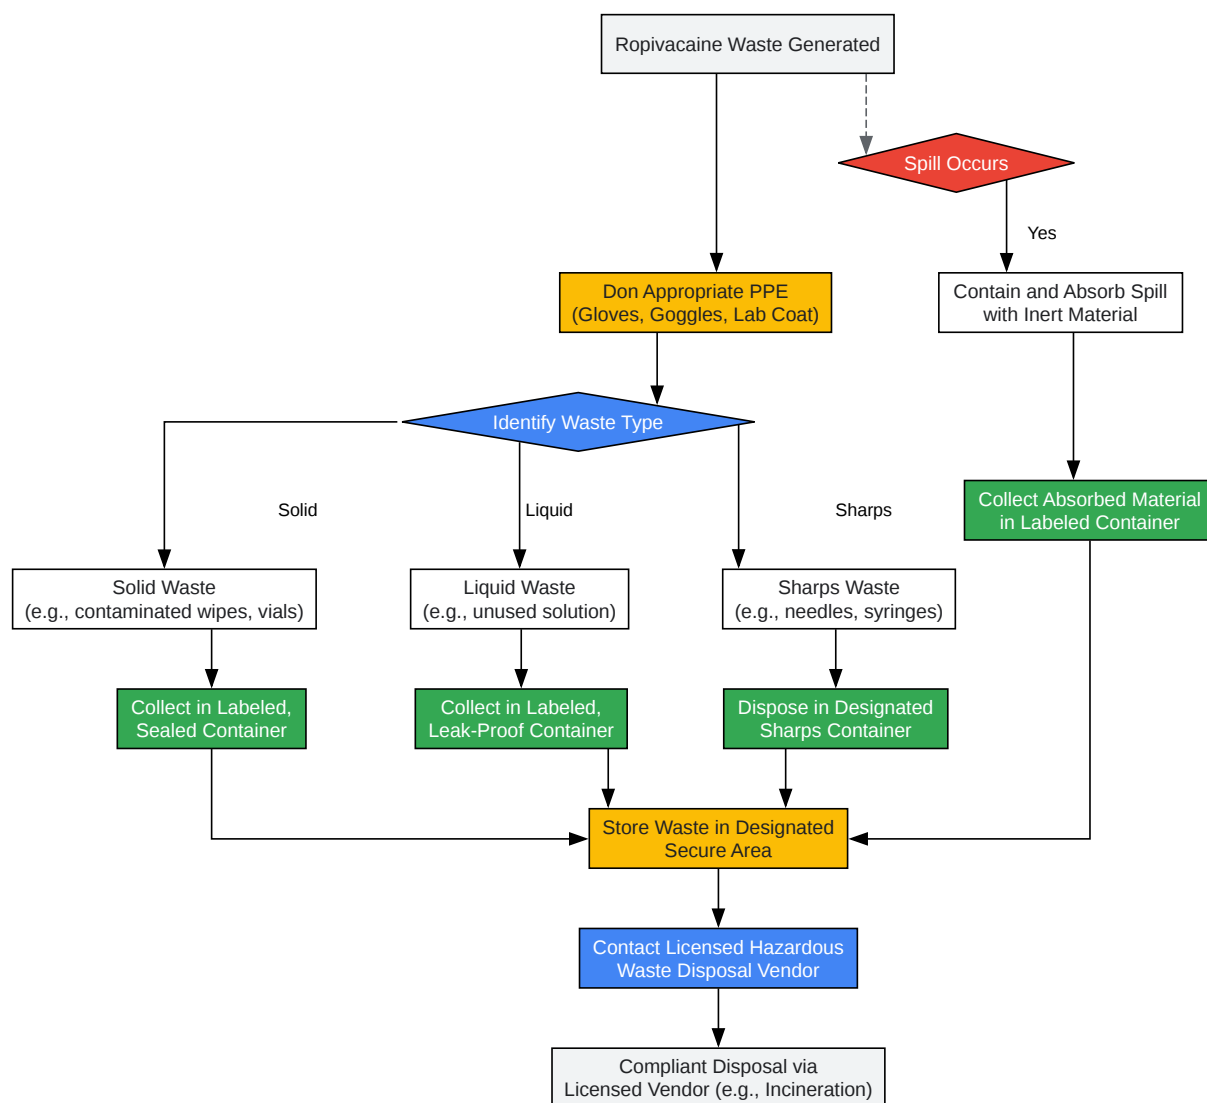 Ropivacaine Waste Generated
Spill Occurs
Yes
Don Appropriate PPE
(Gloves, Goggles, Lab Coat)
Contain and Absorb Spill
with Inert Material
Identify Waste Type
Solid
Liquid
Sharps
Collect Absorbed Material
in Labeled Container
Solid Waste
(e.g., contaminated wipes, vials)
Liquid Waste
(e.g., unused solution)
Sharps Waste
(e.g., needles, syringes)
Collect in Labeled,
Sealed Container
Collect in Labeled,
Leak-Proof Container
Dispose in Designated
Sharps Container
Store Waste in Designated
Secure Area
Contact Licensed Hazardous
Waste Disposal Vendor
Compliant Disposal via
Licensed Vendor (e.g., Incineration)